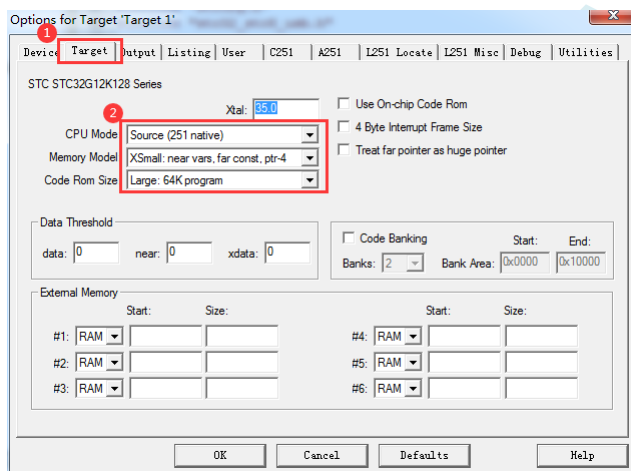 Options for Target 'Target 1'
1
Device Target Output Listing User C251 A251 L251 Locate L251 Misc Debug Utilities
STC STC32G12K128 Series
Xtal: 35.0
Use On-chip Code Rom
2
CPU Mode Source (251 native)
4 Byte Interrupt Frame Size
Memory Model XSmall: near vars, far const, ptr-4
Treat far pointer as huge pointer
Code Rom Size Large: 64K program
Data Threshold
data: 0 near: 0 xdata: 0
Code Banking Start: End:
Banks: 2 Bank Area: 0x0000 0x10000
External Memory
Start: Size: Start: Size:
#1: RAM #4: RAM
#2: RAM #5: RAM
#3: RAM #6: RAM
OK Cancel Defaults Help